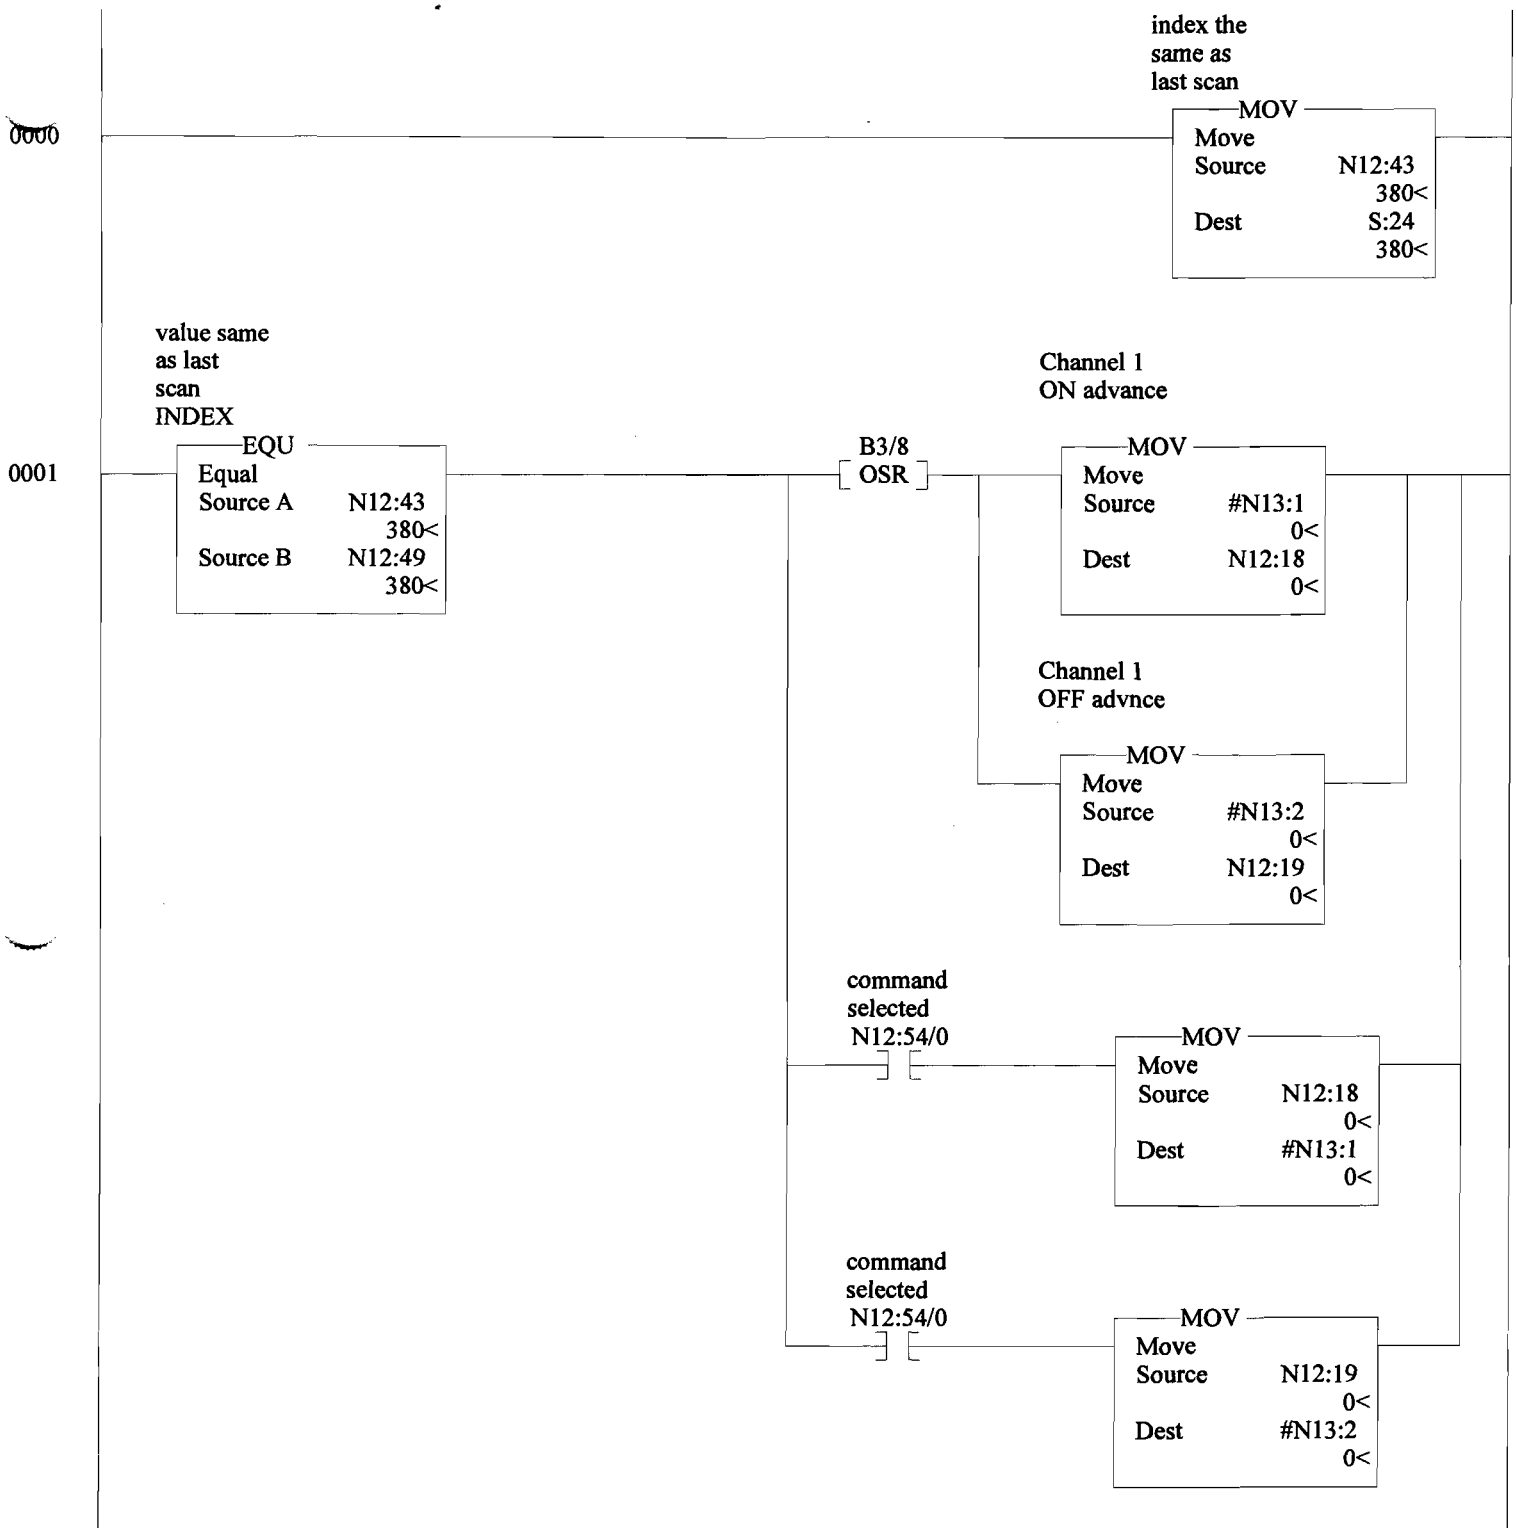 index the
same as
last scan
MOV
0000
Move
Source N12:43
380<
Dest S:24
380<
value same
as last
scan
INDEX
Channel 1
ON advance
EQU
B3/8
MOV
0001
Equal
OSR
Move
Source A N12:43
Source #N13:1
380<
0<
Source B N12:49
Dest N12:18
380<
0<
Channel 1
OFF advnce
MOV
Move
Source #N13:2
0<
Dest N12:19
0<
command
selected
N12:54/0
MOV
Move
Source N12:18
0<
Dest #N13:1
0<
command
selected
N12:54/0
MOV
Move
Source N12:19
0<
Dest #N13:2
0<